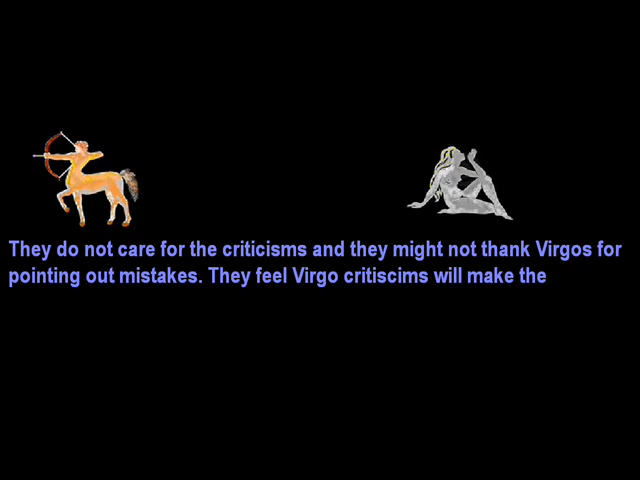 They do not care for the criticisms and they might not thank Virgos for
pointing out mistakes. They feel Virgo critiscims will make the